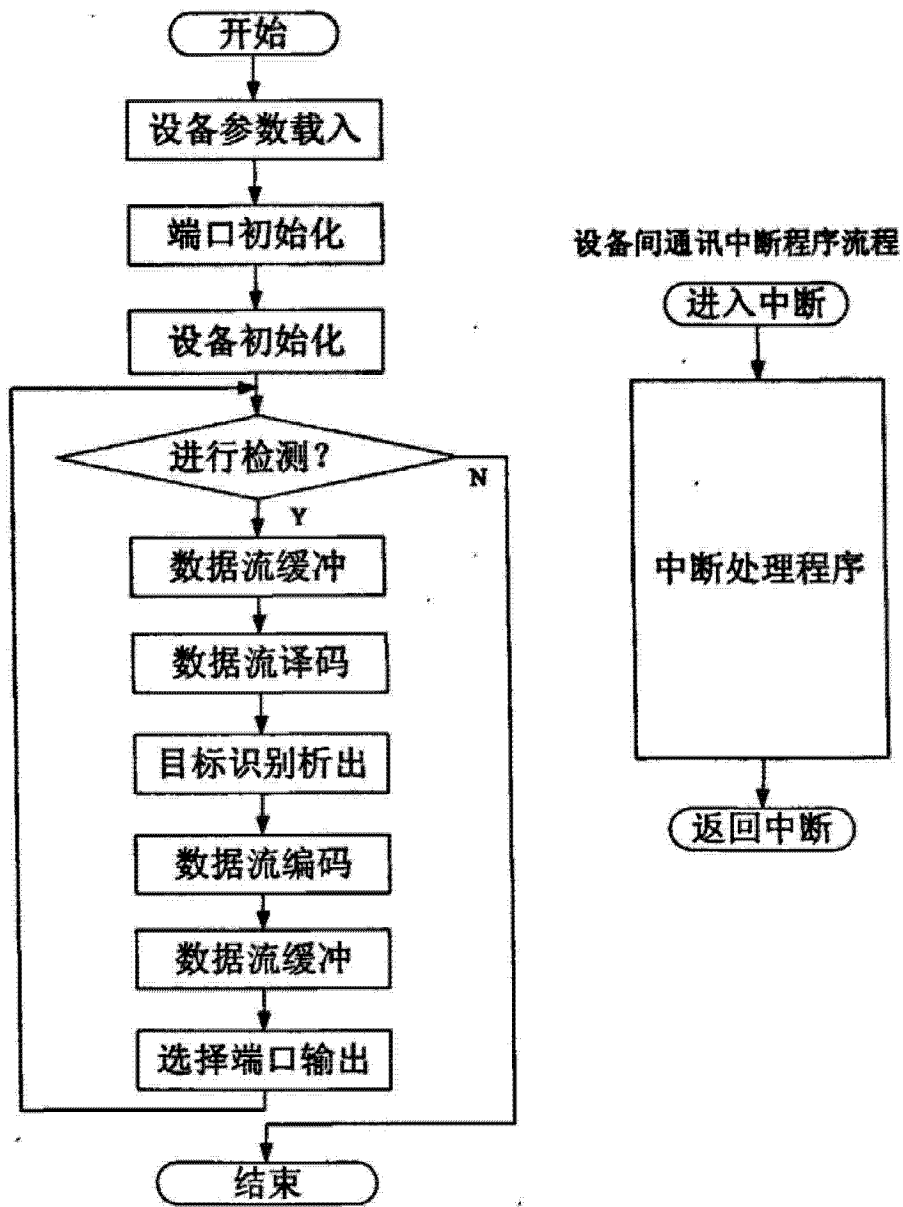 开始
设备参数载入
端口初始化
设备初始化
进行检测?
N
Y
数据流缓冲
数据流译码
目标识别析出
数据流编码
数据流缓冲
选择端口输出
结束
设备间通讯中断程序流程
进入中断
中断处理程序
返回中断